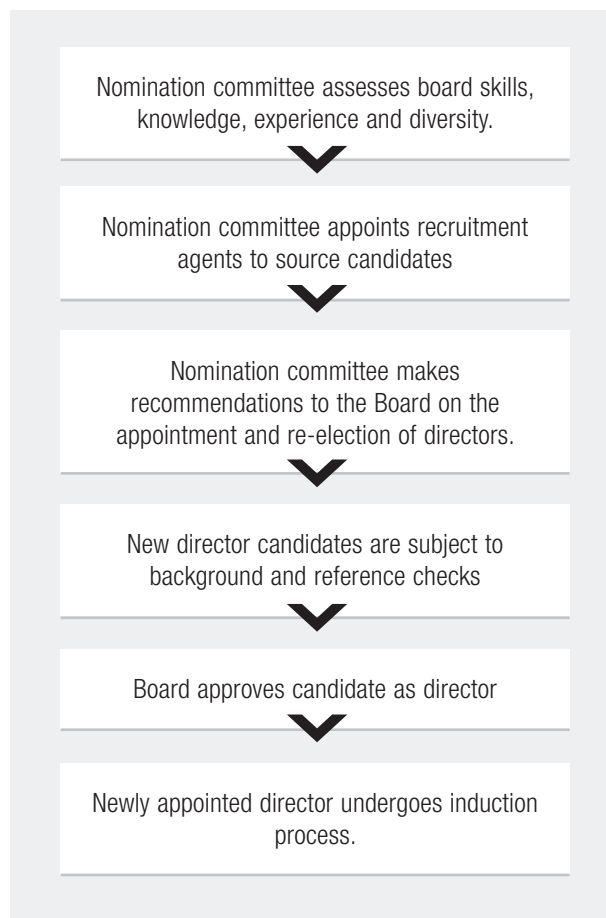 Nomination committee assesses board skills,
knowledge, experience and diversity.
Nomination committee appoints recruitment
agents to source candidates
Nomination committee makes
recommendations to the Board on the
appointment and re-election of directors.
New director candidates are subject to
background and reference checks
Board approves candidate as director
Newly appointed director undergoes induction
process.